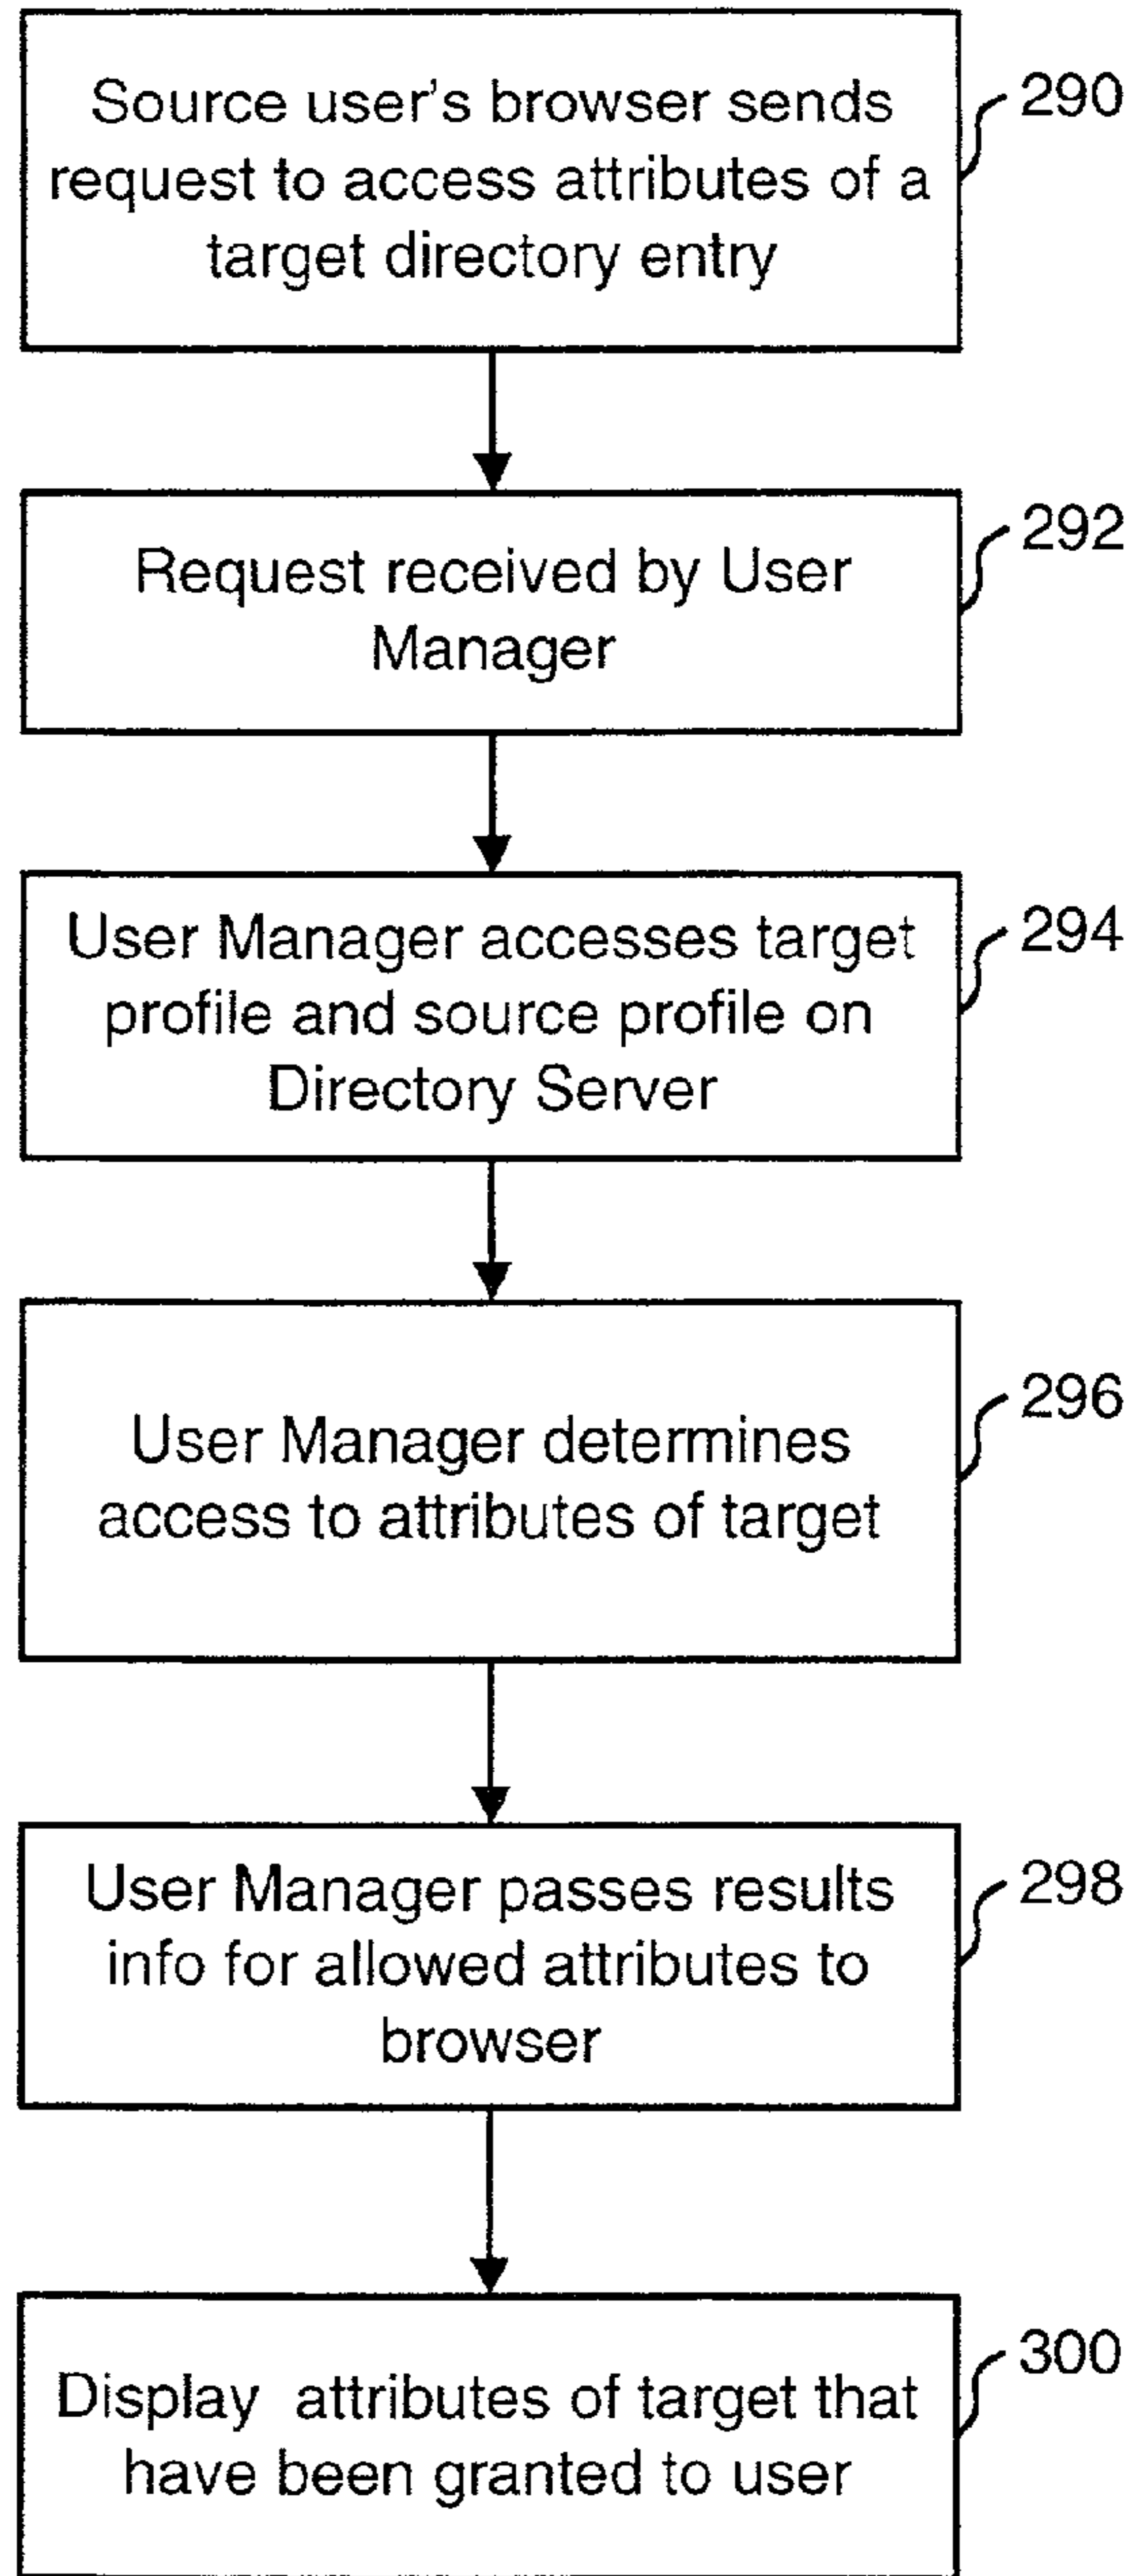 Source user's browser sends
request to access attributes of a
target directory entry
290
Request received by User
Manager
292
User Manager accesses target
profile and source profile on
Directory Server
294
User Manager determines
access to attributes of target
296
User Manager passes results
info for allowed attributes to
browser
298
Display attributes of target that
have been granted to user
300